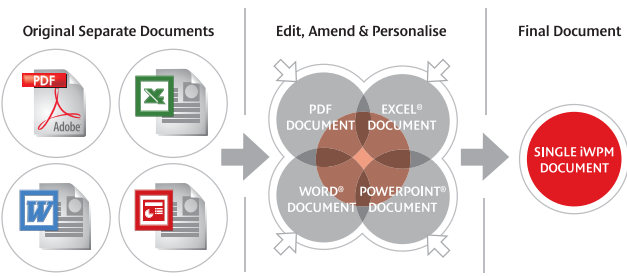 Original Separate Documents
Edit, Amend & Personalise
Final Document
PDF
Adobe
X
W
PDF
DOCUMENT
EXCEL®
DOCUMENT
WORD®
DOCUMENT
POWERPOINT®
DOCUMENT
SINGLE iWPM
DOCUMENT